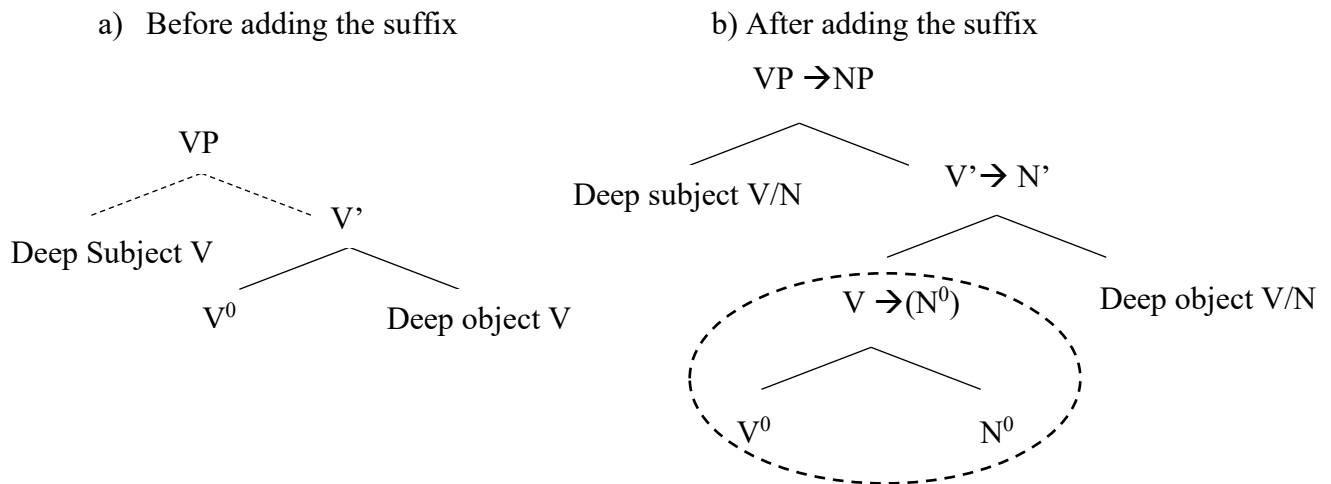 a) Before adding the suffix
b) After adding the suffix
VP
Deep Subject V
V’
V⁰
Deep object V
VP →NP
Deep subject V/N
V’→ N’
V →(N⁰)
Deep object V/N
V⁰
N⁰